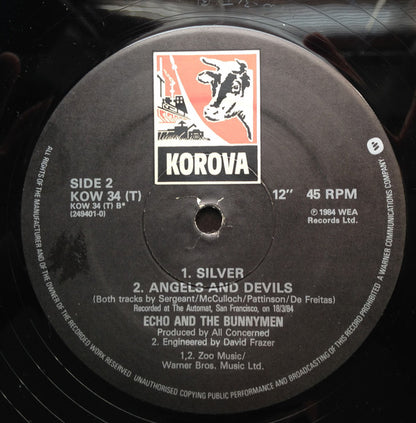 KOROVA
SIDE 2
KOW 34 (T)
KOW 34 (T) B*
(249401-0)
12" 45 RPM
℗ 1984 WEA
Records Ltd.
1. SILVER
2. ANGELS AND DEVILS
(Both tracks by Sergeant/McCulloch/Pattinson/De Freitas)
Recorded at The Automat, San Francisco, on 18/3/84
ECHO AND THE BUNNYMEN
Produced by All Concerned
2. Engineered by David Frazer
1,2. Zoo Music/
Warner Bros. Music Ltd.
ALL RIGHTS OF THE MANUFACTURER AND OF THE OWNER OF THE RECORDED WORK RESERVED UNAUTHORISED COPYING PUBLIC PERFORMANCE AND BROADCASTING OF THIS RECORD PROHIBITED A WARNER COMMUNICATIONS COMPANY